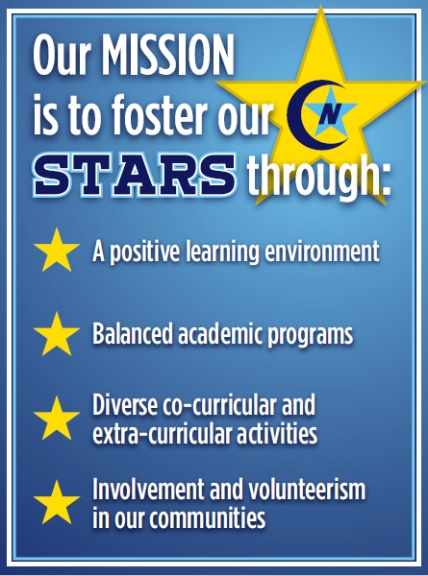 Our MISSION
is to foster our
N
STARS through:
A positive learning environment
Balanced academic programs
Diverse co-curricular and
extra-curricular activities
Involvement and volunteerism
in our communities